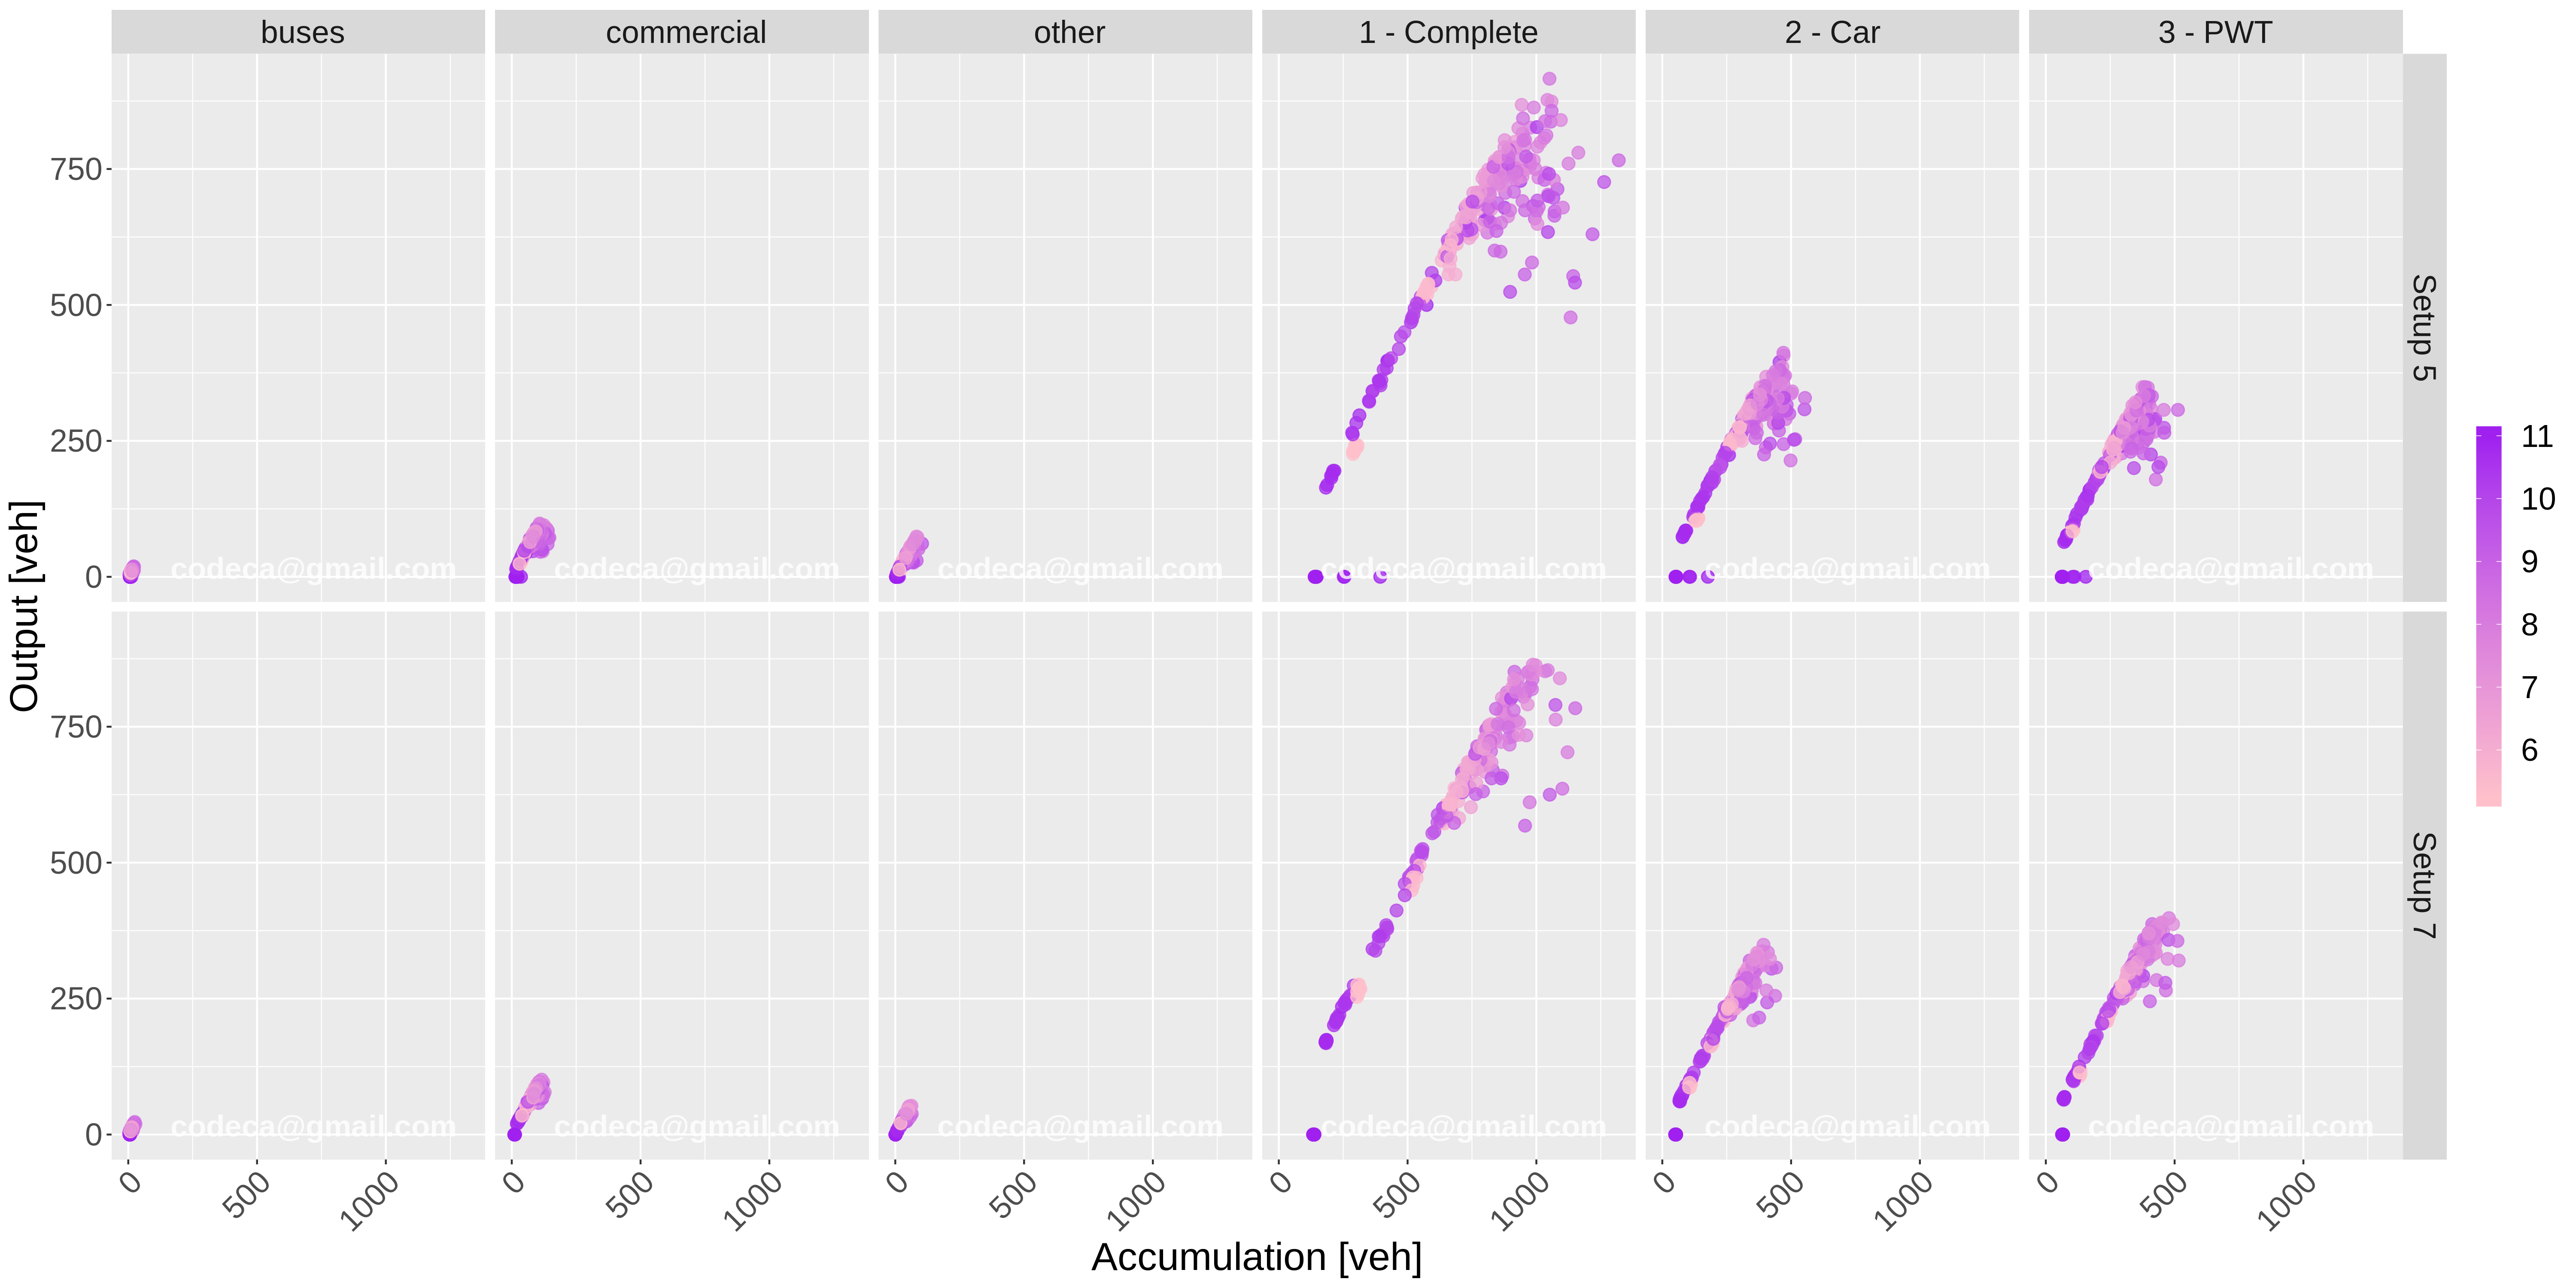 buses commercial other 1 - Complete 2 - Car 3 - PWT
750
500
250
0
codeca@gmail.com codeca@gmail.com codeca@gmail.com codeca@gmail.com codeca@gmail.com codeca@gmail.com
Setup 5
750
500
250
0
codeca@gmail.com codeca@gmail.com codeca@gmail.com codeca@gmail.com codeca@gmail.com codeca@gmail.com
Setup 7
0 500 1000 0 500 1000 0 500 1000 0 500 1000 0 500 1000 0 500 1000
Accumulation [veh]
Output [veh]
11
10
9
8
7
6